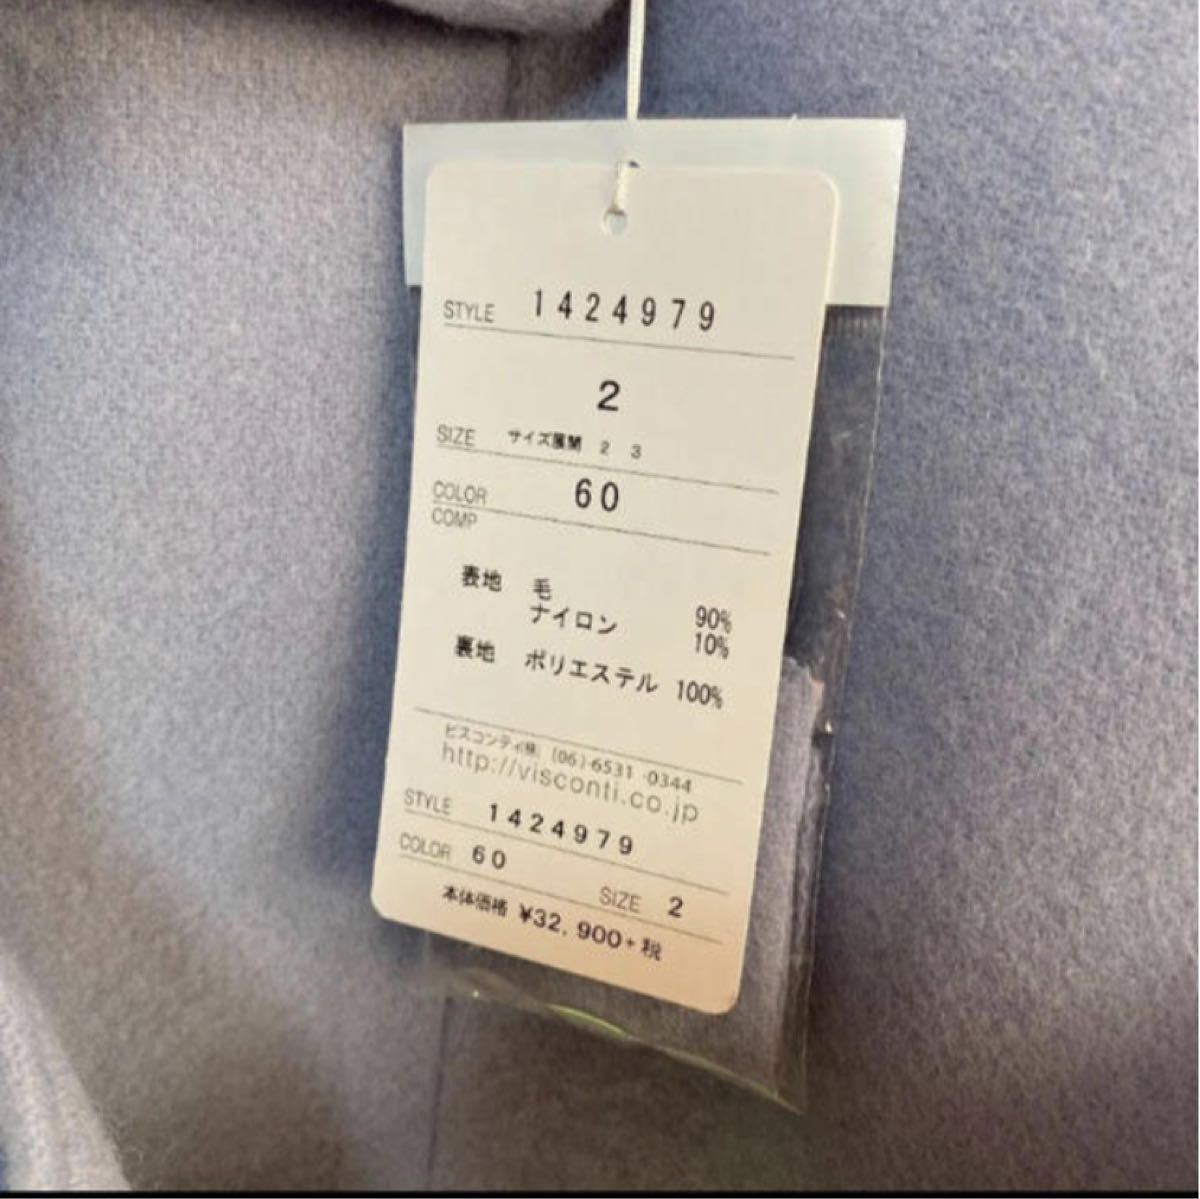 STYLE 1424979
2
SIZE サイズ展開 2 3
COLOR 60
COMP
表地 毛 90%
ナイロン 10%
裏地 ポリエステル 100%
ビスコンティ㈱ (06)-6531-0344
http://visconti.co.jp
STYLE 1424979
COLOR 60 SIZE 2
本体価格 ¥32,900+税